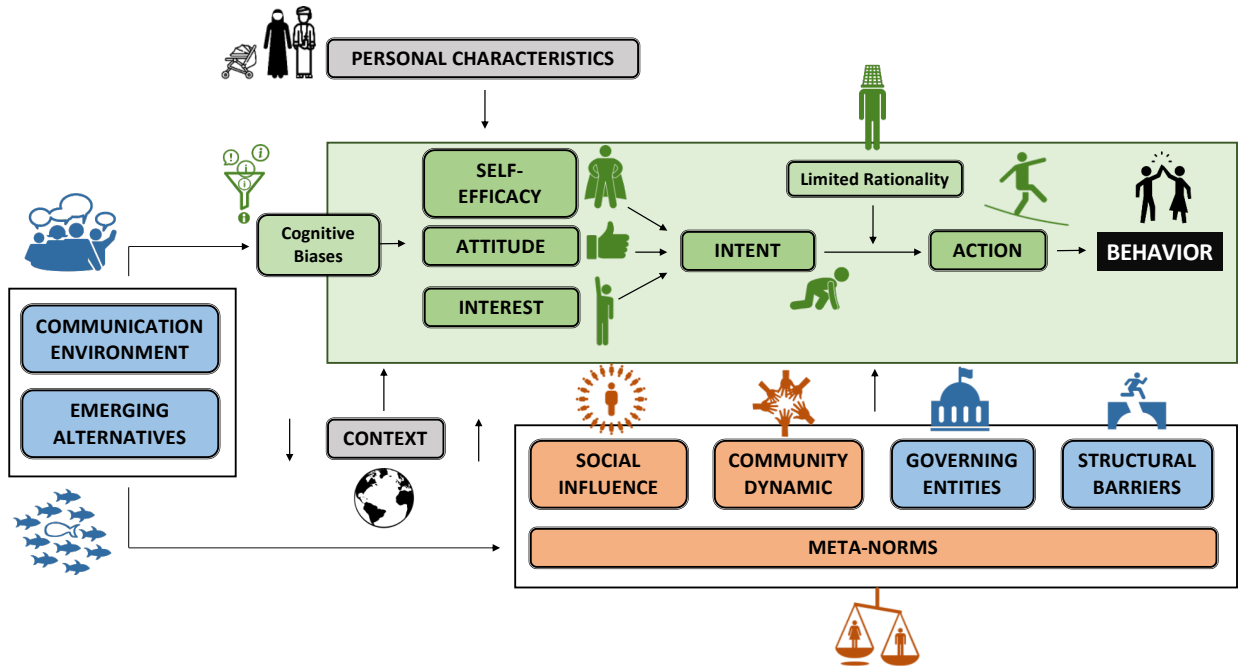 PERSONAL CHARACTERISTICS
SELF-
EFFICACY
Limited Rationality
Cognitive
Biases
ATTITUDE
INTENT
ACTION
BEHAVIOR
INTEREST
COMMUNICATION
ENVIRONMENT
EMERGING
ALTERNATIVES
CONTEXT
SOCIAL
INFLUENCE
COMMUNITY
DYNAMIC
GOVERNING
ENTITIES
STRUCTURAL
BARRIERS
META-NORMS